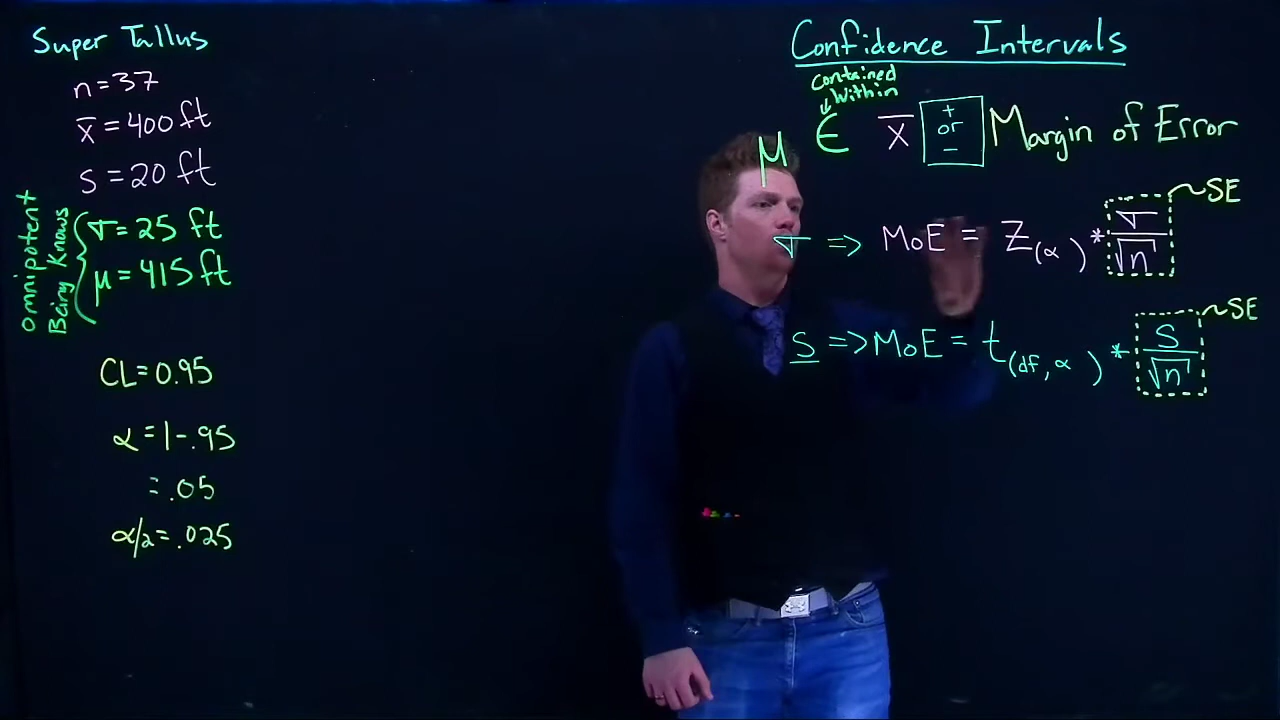 Super Tallus
n=37
x̄ = 400 ft
s = 20 ft
Omnipotent
Being Knows
σ = 25 ft
μ = 415 ft
CL = 0.95
α = 1-.95
= .05
α/2 = .025
Confidence Intervals
contained
within
μ ∈ x̄ + or - Margin of Error
σ => MoE = Z(α) * σ/√n ~SE
s => MoE = t(df, α) * s/√n ~SE